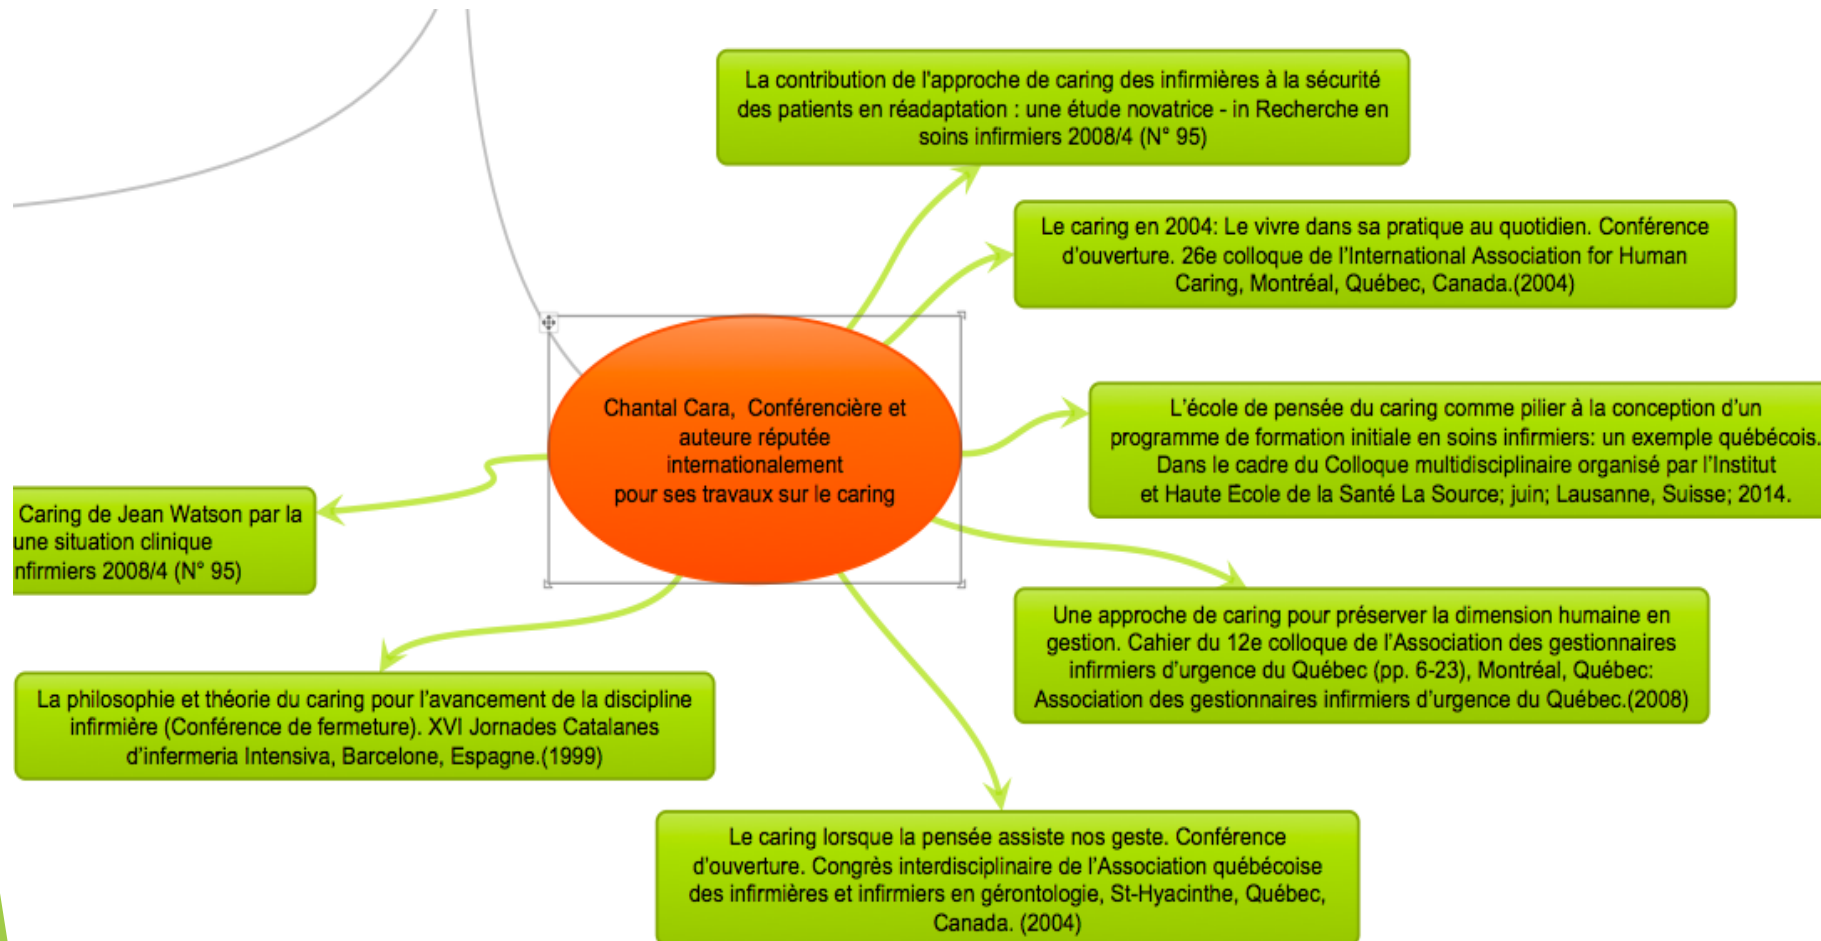 La contribution de l'approche de caring des infirmières à la sécurité
des patients en réadaptation : une étude novatrice - in Recherche en
soins infirmiers 2008/4 (N° 95)
Le caring en 2004: Le vivre dans sa pratique au quotidien. Conférence
d'ouverture. 26e colloque de l'International Association for Human
Caring, Montréal, Québec, Canada.(2004)
Chantal Cara,  Conférencière et
auteure réputée
internationalement
pour ses travaux sur le caring
L'école de pensée du caring comme pilier à la conception d'un
programme de formation initiale en soins infirmiers: un exemple québécois.
Dans le cadre du Colloque multidisciplinaire organisé par l'Institut
et Haute Ecole de la Santé La Source; juin; Lausanne, Suisse; 2014.
Caring de Jean Watson par la
une situation clinique
nfirmiers 2008/4 (N° 95)
Une approche de caring pour préserver la dimension humaine en
gestion. Cahier du 12e colloque de l'Association des gestionnaires
infirmiers d'urgence du Québec (pp. 6-23), Montréal, Québec:
Association des gestionnaires infirmiers d'urgence du Québec.(2008)
La philosophie et théorie du caring pour l'avancement de la discipline
infirmière (Conférence de fermeture). XVI Jornades Catalanes
d'infermeria Intensiva, Barcelone, Espagne.(1999)
Le caring lorsque la pensée assiste nos geste. Conférence
d'ouverture. Congrès interdisciplinaire de l'Association québécoise
des infirmières et infirmiers en gérontologie, St-Hyacinthe, Québec,
Canada. (2004)